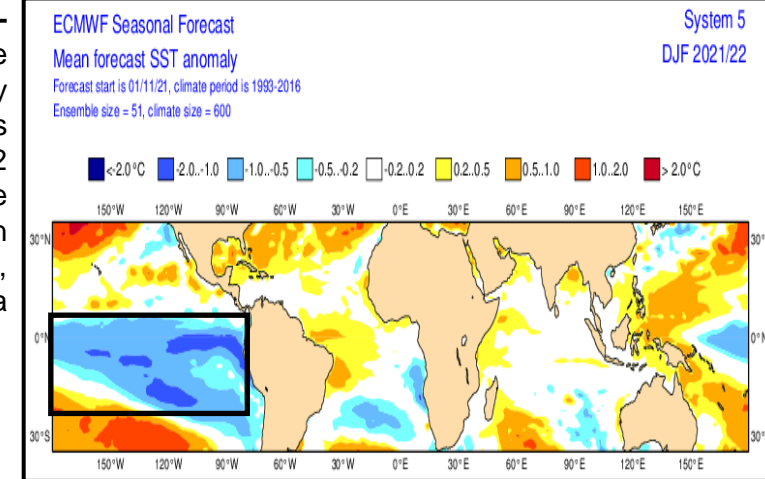 -
e
y
s
2
e
n
,
a
ECMWF Seasonal Forecast
System 5
Mean forecast SST anomaly
DJF 2021/22
Forecast start is 01/11/21, climate period is 1993-2016
Ensemble size = 51, climate size = 600
<-2.0°C -2.0..-1.0 -1.0..-0.5 -0.5..-0.2 -0.2..0.2 0.2..0.5 0.5..1.0 1.0..2.0 > 2.0°C
150°W 120°W 90°W 60°W 30°W 0°E 30°E 60°E 90°E 120°E 150°E
30°N 30°
0°N 0°N
30°S 30°
150°W 120°W 90°W 60°W 30°W 0°E 30°E 60°E 90°E 120°E 150°E